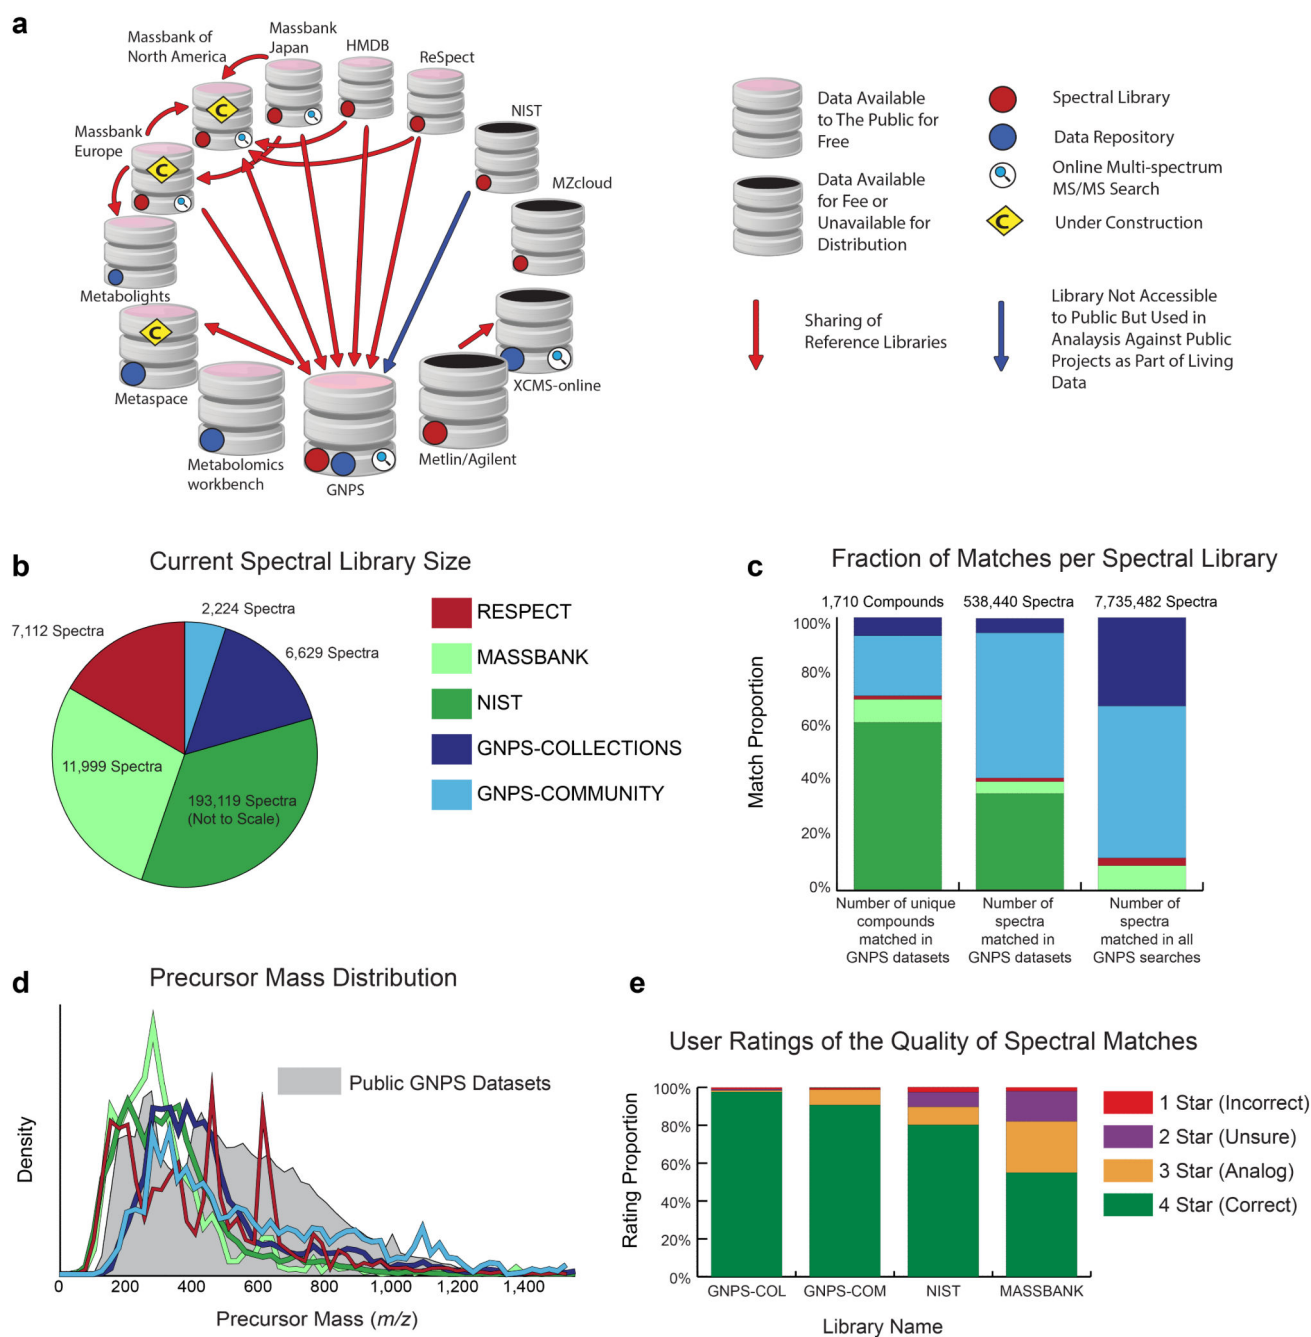 a
Massbank of
North America
Massbank
Japan
HMDB
ReSpect
NIST
MZcloud
Massbank
Europe
C
C
C
Metabolights
Metaspace
Metabolomics
workbench
GNPS
Metlin/Agilent
XCMS-online
Data Available
to The Public for
Free
Data Available
for Fee or
Unavailable for
Distribution
Spectral Library
Data Repository
Online Multi-spectrum
MS/MS Search
C
Under Construction
Sharing of
Reference Libraries
Library Not Accessible
to Public But Used in
Analaysis Against Public
Projects as Part of Living
Data
b
Current Spectral Library Size
2,224 Spectra
7,112 Spectra
6,629 Spectra
11,999 Spectra
193,119 Spectra
(Not to Scale)
RESPECT
MASSBANK
NIST
GNPS-COLLECTIONS
GNPS-COMMUNITY
c
Fraction of Matches per Spectral Library
1,710 Compounds
538,440 Spectra
7,735,482 Spectra
100%
80%
60%
40%
20%
0%
Match Proportion
Number of unique
compounds
matched in
GNPS datasets
Number of
spectra
matched in
GNPS datasets
Number of
spectra
matched in all
GNPS searches
d
Precursor Mass Distribution
Public GNPS Datasets
Density
0
200
400
600
800
1,000
1,200
1,400
Precursor Mass (m/z)
e
User Ratings of the Quality of Spectral Matches
100%
80%
60%
40%
20%
0%
Rating Proportion
GNPS-COL
GNPS-COM
NIST
MASSBANK
Library Name
1 Star (Incorrect)
2 Star (Unsure)
3 Star (Analog)
4 Star (Correct)